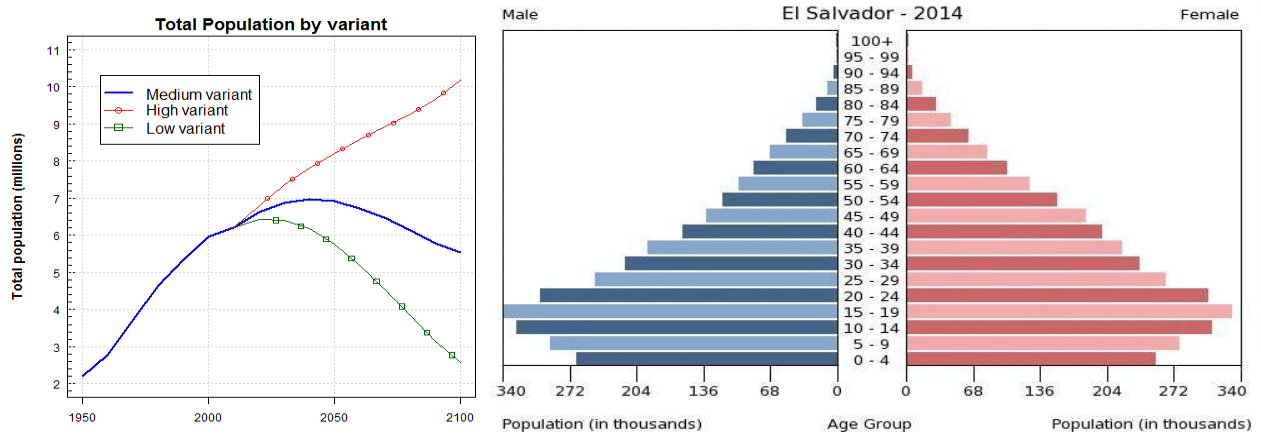 Total Population by variant
11
10
9
8
7
6
5
4
3
2
Total population (millions)
Medium variant
High variant
Low variant
1950 2000 2050 2100
Male El Salvador - 2014 Female
100+
95 - 99
90 - 94
85 - 89
80 - 84
75 - 79
70 - 74
65 - 69
60 - 64
55 - 59
50 - 54
45 - 49
40 - 44
35 - 39
30 - 34
25 - 29
20 - 24
15 - 19
10 - 14
5 - 9
0 - 4
340 272 204 136 68 0 0 68 136 204 272 340
Population (in thousands) Age Group Population (in thousands)